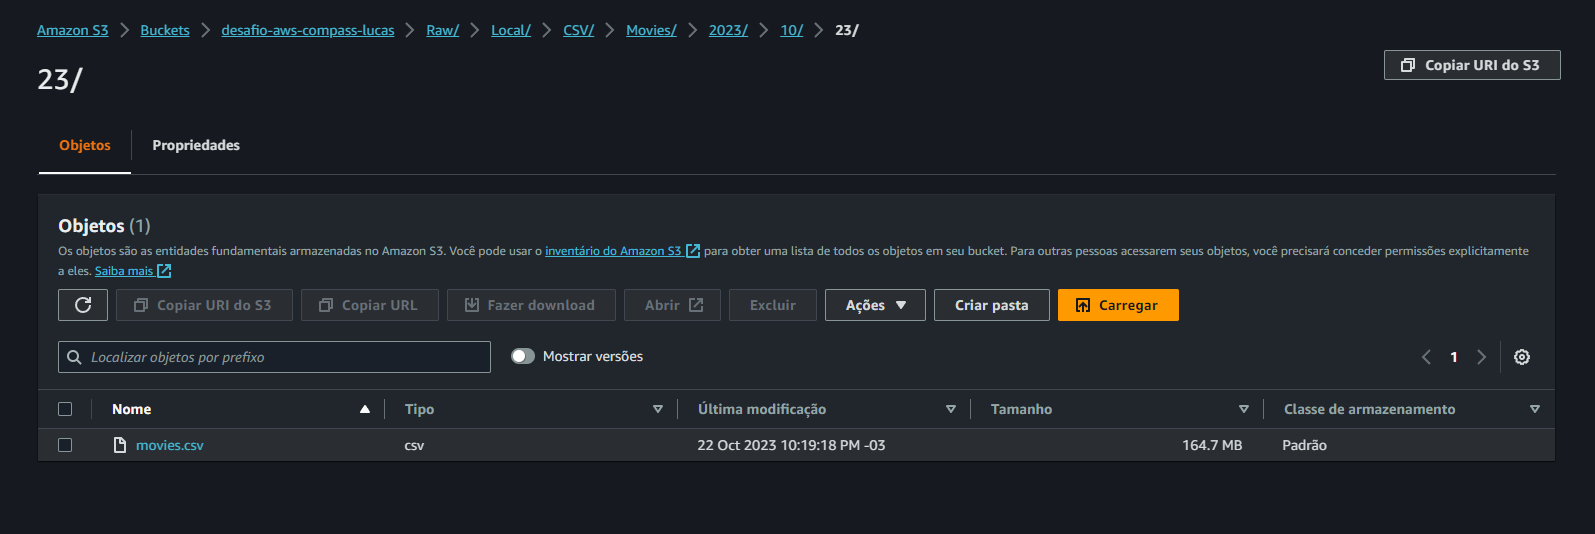 Amazon S3 > Buckets > desafio-aws-compass-lucas > Raw/ > Local/ > CSV/ > Movies/ > 2023/ > 10/ > 23/
23/
Copiar URI do S3
Objetos Propriedades
Objetos (1)
Os objetos são as entidades fundamentais armazenadas no Amazon S3. Você pode usar o inventário do Amazon S3 para obter uma lista de todos os objetos em seu bucket. Para outras pessoas acessarem seus objetos, você precisará conceder permissões explicitamente
a eles. Saiba mais
Copiar URI do S3 Copiar URL Fazer download Abrir Excluir Ações Criar pasta Carregar
Localizar objetos por prefixo Mostrar versões < 1 >
Nome Tipo Última modificação Tamanho Classe de armazenamento
movies.csv csv 22 Oct 2023 10:19:18 PM -03 164.7 MB Padrão